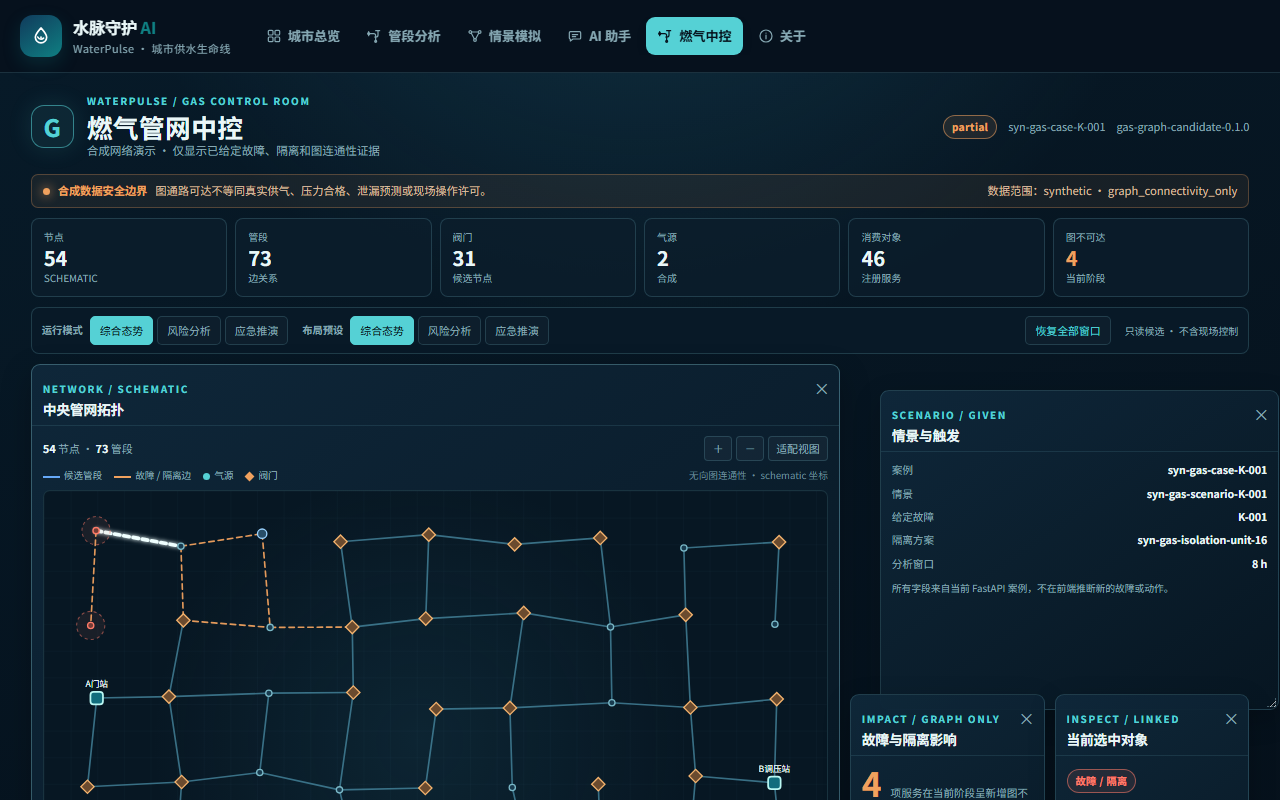 水脉守护 AI
WaterPulse · 城市供水生命线
城市总览
管段分析
情景模拟
AI 助手
燃气中控
关于
G
WATERPULSE / GAS CONTROL ROOM
燃气管网中控
合成网络演示 · 仅显示已给定故障、隔离和图连通性证据
partial
syn-gas-case-K-001
gas-graph-candidate-0.1.0
合成数据安全边界 图通路可达不等同真实供气、压力合格、泄漏预测或现场操作许可。
数据范围：synthetic · graph_connectivity_only
节点
54
SCHEMATIC
管段
73
边关系
阀门
31
候选节点
气源
2
合成
消费对象
46
注册服务
图不可达
4
当前阶段
运行模式 综合态势 风险分析 应急推演 布局预设 综合态势 风险分析 应急推演
恢复全部窗口 只读候选 · 不含现场控制
NETWORK / SCHEMATIC
中央管网拓扑
54 节点 · 73 管段
+ − 适配视图
候选管段 故障 / 隔离边 气源 阀门
无向图连通性 · schematic 坐标
A门站
B调压站
SCENARIO / GIVEN
情景与触发
案例 syn-gas-case-K-001
情景 syn-gas-scenario-K-001
给定故障 K-001
隔离方案 syn-gas-isolation-unit-16
分析窗口 8 h
所有字段来自当前 FastAPI 案例，不在前端推断新的故障或动作。
IMPACT / GRAPH ONLY
故障与隔离影响
4 项服务在当前阶段呈新增图不
INSPECT / LINKED
当前选中对象
故障 / 隔离